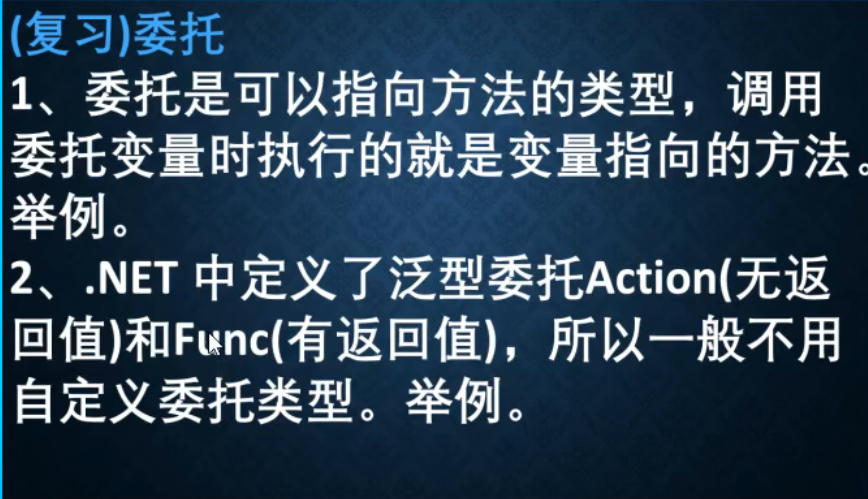 (复习)委托
1、委托是可以指向方法的类型，调用
委托变量时执行的就是变量指向的方法。
举例。
2、.NET 中定义了泛型委托Action(无返
回值)和Func(有返回值)，所以一般不用
自定义委托类型。举例。